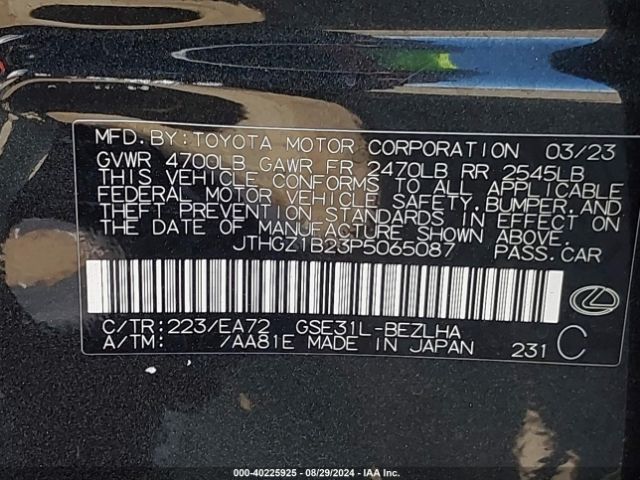 MFD. BY: TOYOTA MOTOR CORPORATION 03/23
GVWR 4700LB GAWR FR 2470LB RR 2545LB
THIS VEHICLE CONFORMS TO ALL APPLICABLE
FEDERAL MOTOR VEHICLE SAFETY, BUMPER, AND
THEFT PREVENTION STANDARDS IN EFFECT ON
THE DATE OF MANUFACTURE SHOWN ABOVE.
JTHGZ1B23P5065087 PASS. CAR
C/TR: 223/EA72 GSE31L-BEZLHA
A/TM: /AA81E MADE IN JAPAN 231 C
000-40225925 - 08/29/2024 - IAA Inc.